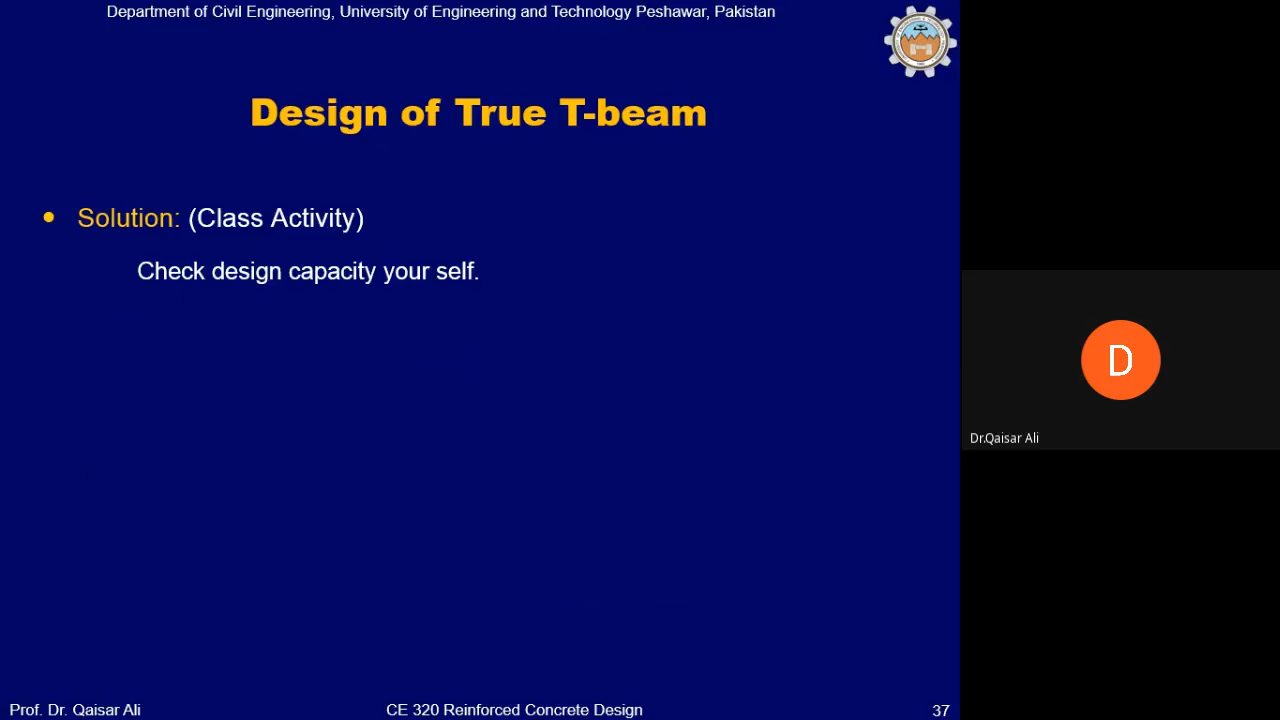 Department of Civil Engineering, University of Engineering and Technology Peshawar, Pakistan
Design of True T-beam
• Solution: (Class Activity)
Check design capacity your self.
D
Dr.Qaisar Ali
Prof. Dr. Qaisar Ali
CE 320 Reinforced Concrete Design
37